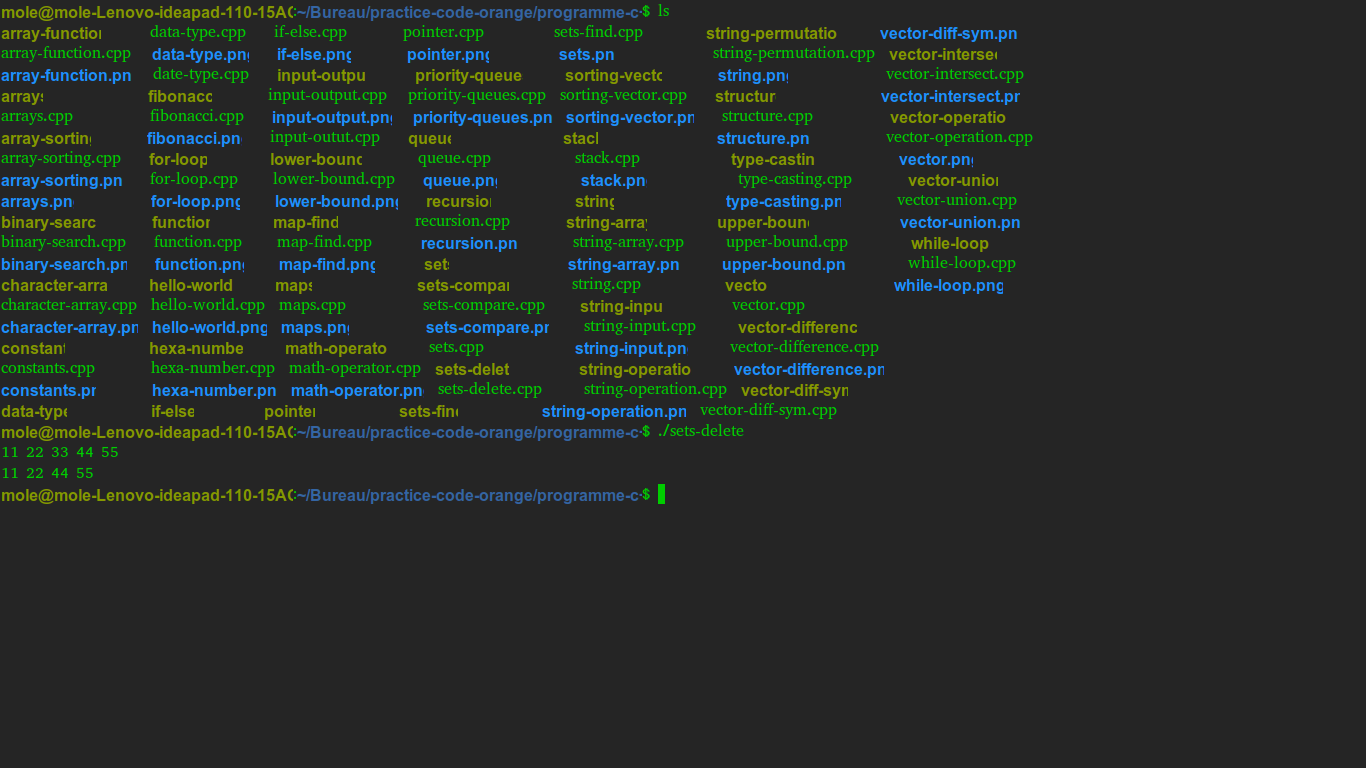 mole@mole-Lenovo-ideapad-110-15AC:~/Bureau/practice-code-orange/programme-c$ ls
array-function data-type.cpp if-else.cpp pointer.cpp sets-find.cpp string-permutatio vector-diff-sym.pn
array-function.cpp data-type.png if-else.png pointer.png sets.pn string-permutation.cpp vector-intersec
array-function.pn date-type.cpp input-outpu priority-queue sorting-vecto string.png vector-intersect.cpp
arrays fibonacc input-output.cpp priority-queues.cpp sorting-vector.cpp structur vector-intersect.pr
arrays.cpp fibonacci.cpp input-output.png priority-queues.pn sorting-vector.pn structure.cpp vector-operatio
array-sorting fibonacci.pn input-outut.cpp queue stack structure.pn vector-operation.cpp
array-sorting.cpp for-loop lower-bound queue.cpp stack.cpp type-castin vector.png
array-sorting.pn for-loop.cpp lower-bound.cpp queue.png stack.pn type-casting.cpp vector-union
arrays.pn for-loop.png lower-bound.png recursion string type-casting.pn vector-union.cpp
binary-searc function map-find recursion.cpp string-array upper-boun vector-union.pn
binary-search.cpp function.cpp map-find.cpp recursion.pn string-array.cpp upper-bound.cpp while-loop
binary-search.pn function.png map-find.png set string-array.pn upper-bound.pn while-loop.cpp
character-arra hello-world maps sets-compar string.cpp vecto while-loop.png
character-array.cpp hello-world.cpp maps.cpp sets-compare.cpp string-inpu vector.cpp
character-array.pn hello-world.png maps.png sets-compare.pr string-input.cpp vector-differenc
constant hexa-numbe math-operato sets.cpp string-input.pn vector-difference.cpp
constants.cpp hexa-number.cpp math-operator.cpp sets-delet string-operatio vector-difference.pn
constants.pr hexa-number.pn math-operator.pn sets-delete.cpp string-operation.cpp vector-diff-syn
data-type if-else pointer sets-find string-operation.pn vector-diff-sym.cpp
mole@mole-Lenovo-ideapad-110-15AC:~/Bureau/practice-code-orange/programme-c$ ./sets-delete
11 22 33 44 55
11 22 44 55
mole@mole-Lenovo-ideapad-110-15AC:~/Bureau/practice-code-orange/programme-c$